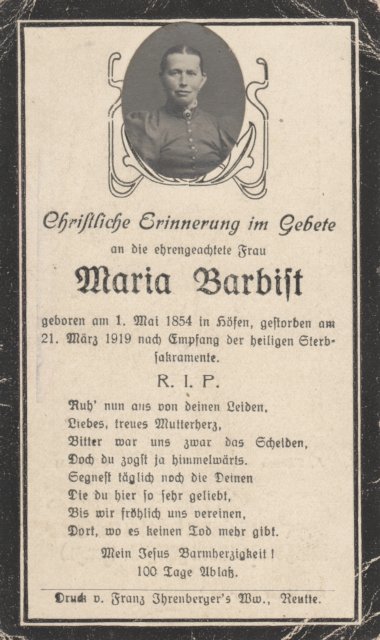 Christliche Erinnerung im Gebete
an die ehrengeachtete Frau
Maria Barbist
geboren am 1. Mai 1854 in Höfen, gestorben am
21. März 1919 nach Empfang der heiligen Sterb-
sakramente.
R. I. P.
Ruh' nun aus von deinen Leiden,
Liebes, treues Mutterherz,
Bitter war uns zwar das Scheiden,
Doch du zogst ja himmelwärts.
Segnest täglich noch die Deinen
Die du hier so sehr geliebt,
Bis wir fröhlich uns vereinen,
Dort, wo es keinen Tod mehr gibt.
Mein Jesus Barmherzigkeit!
100 Tage Ablaß.
Druck v. Franz Ihrenberger's Ww., Reutte.